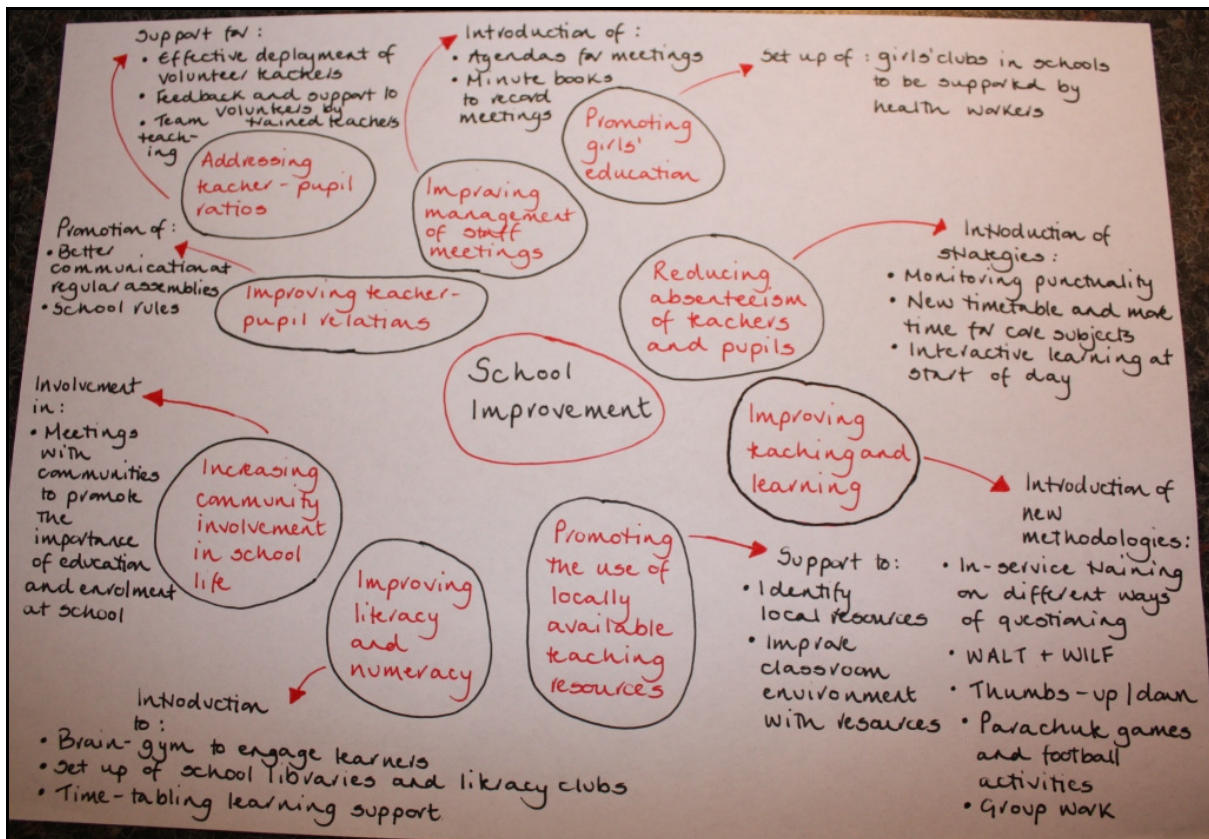 School
Improvement
Addressing
teacher-pupil
ratios
Support for:
• Effective deployment of
volunteer teachers
• Feedback and support to
volunteers by
trained teachers
• Team
teach-
ing
Improving
management
of staff
meetings
Introduction of:
• Agendas for meetings
• Minute books
to record
meetings
Promoting
girls'
education
Set up of: girls' clubs in schools
to be supported by
health workers
Reducing
absenteeism
of teachers
and pupils
Introduction of
strategies:
• Monitoring punctuality
• New timetable and more
time for core subjects
• Interactive learning at
start of day
Improving
teaching and
learning
Introduction of
new
methodologies:
• In-service training
on different ways
of questioning
• WALT + WILF
• Thumbs-up/down
• Parachute games
and football
activities
• Group work
Promoting
the use of
locally
available
teaching
resources
Support to:
• Identify
local resources
• Improve
classroom
environment
with resources
Improving
literacy
and
numeracy
Introduction
to:
• Brain-gym to engage learners
• Set up of school libraries and literacy clubs
• Time-tabling learning support
Increasing
community
involvement
in school
life
Involvement
in:
• Meetings
with
communities
to promote
the
importance
of education
and enrolment
at school
Improving teacher-
pupil relations
Promotion of:
• Better
communication at
regular assemblies
• School rules